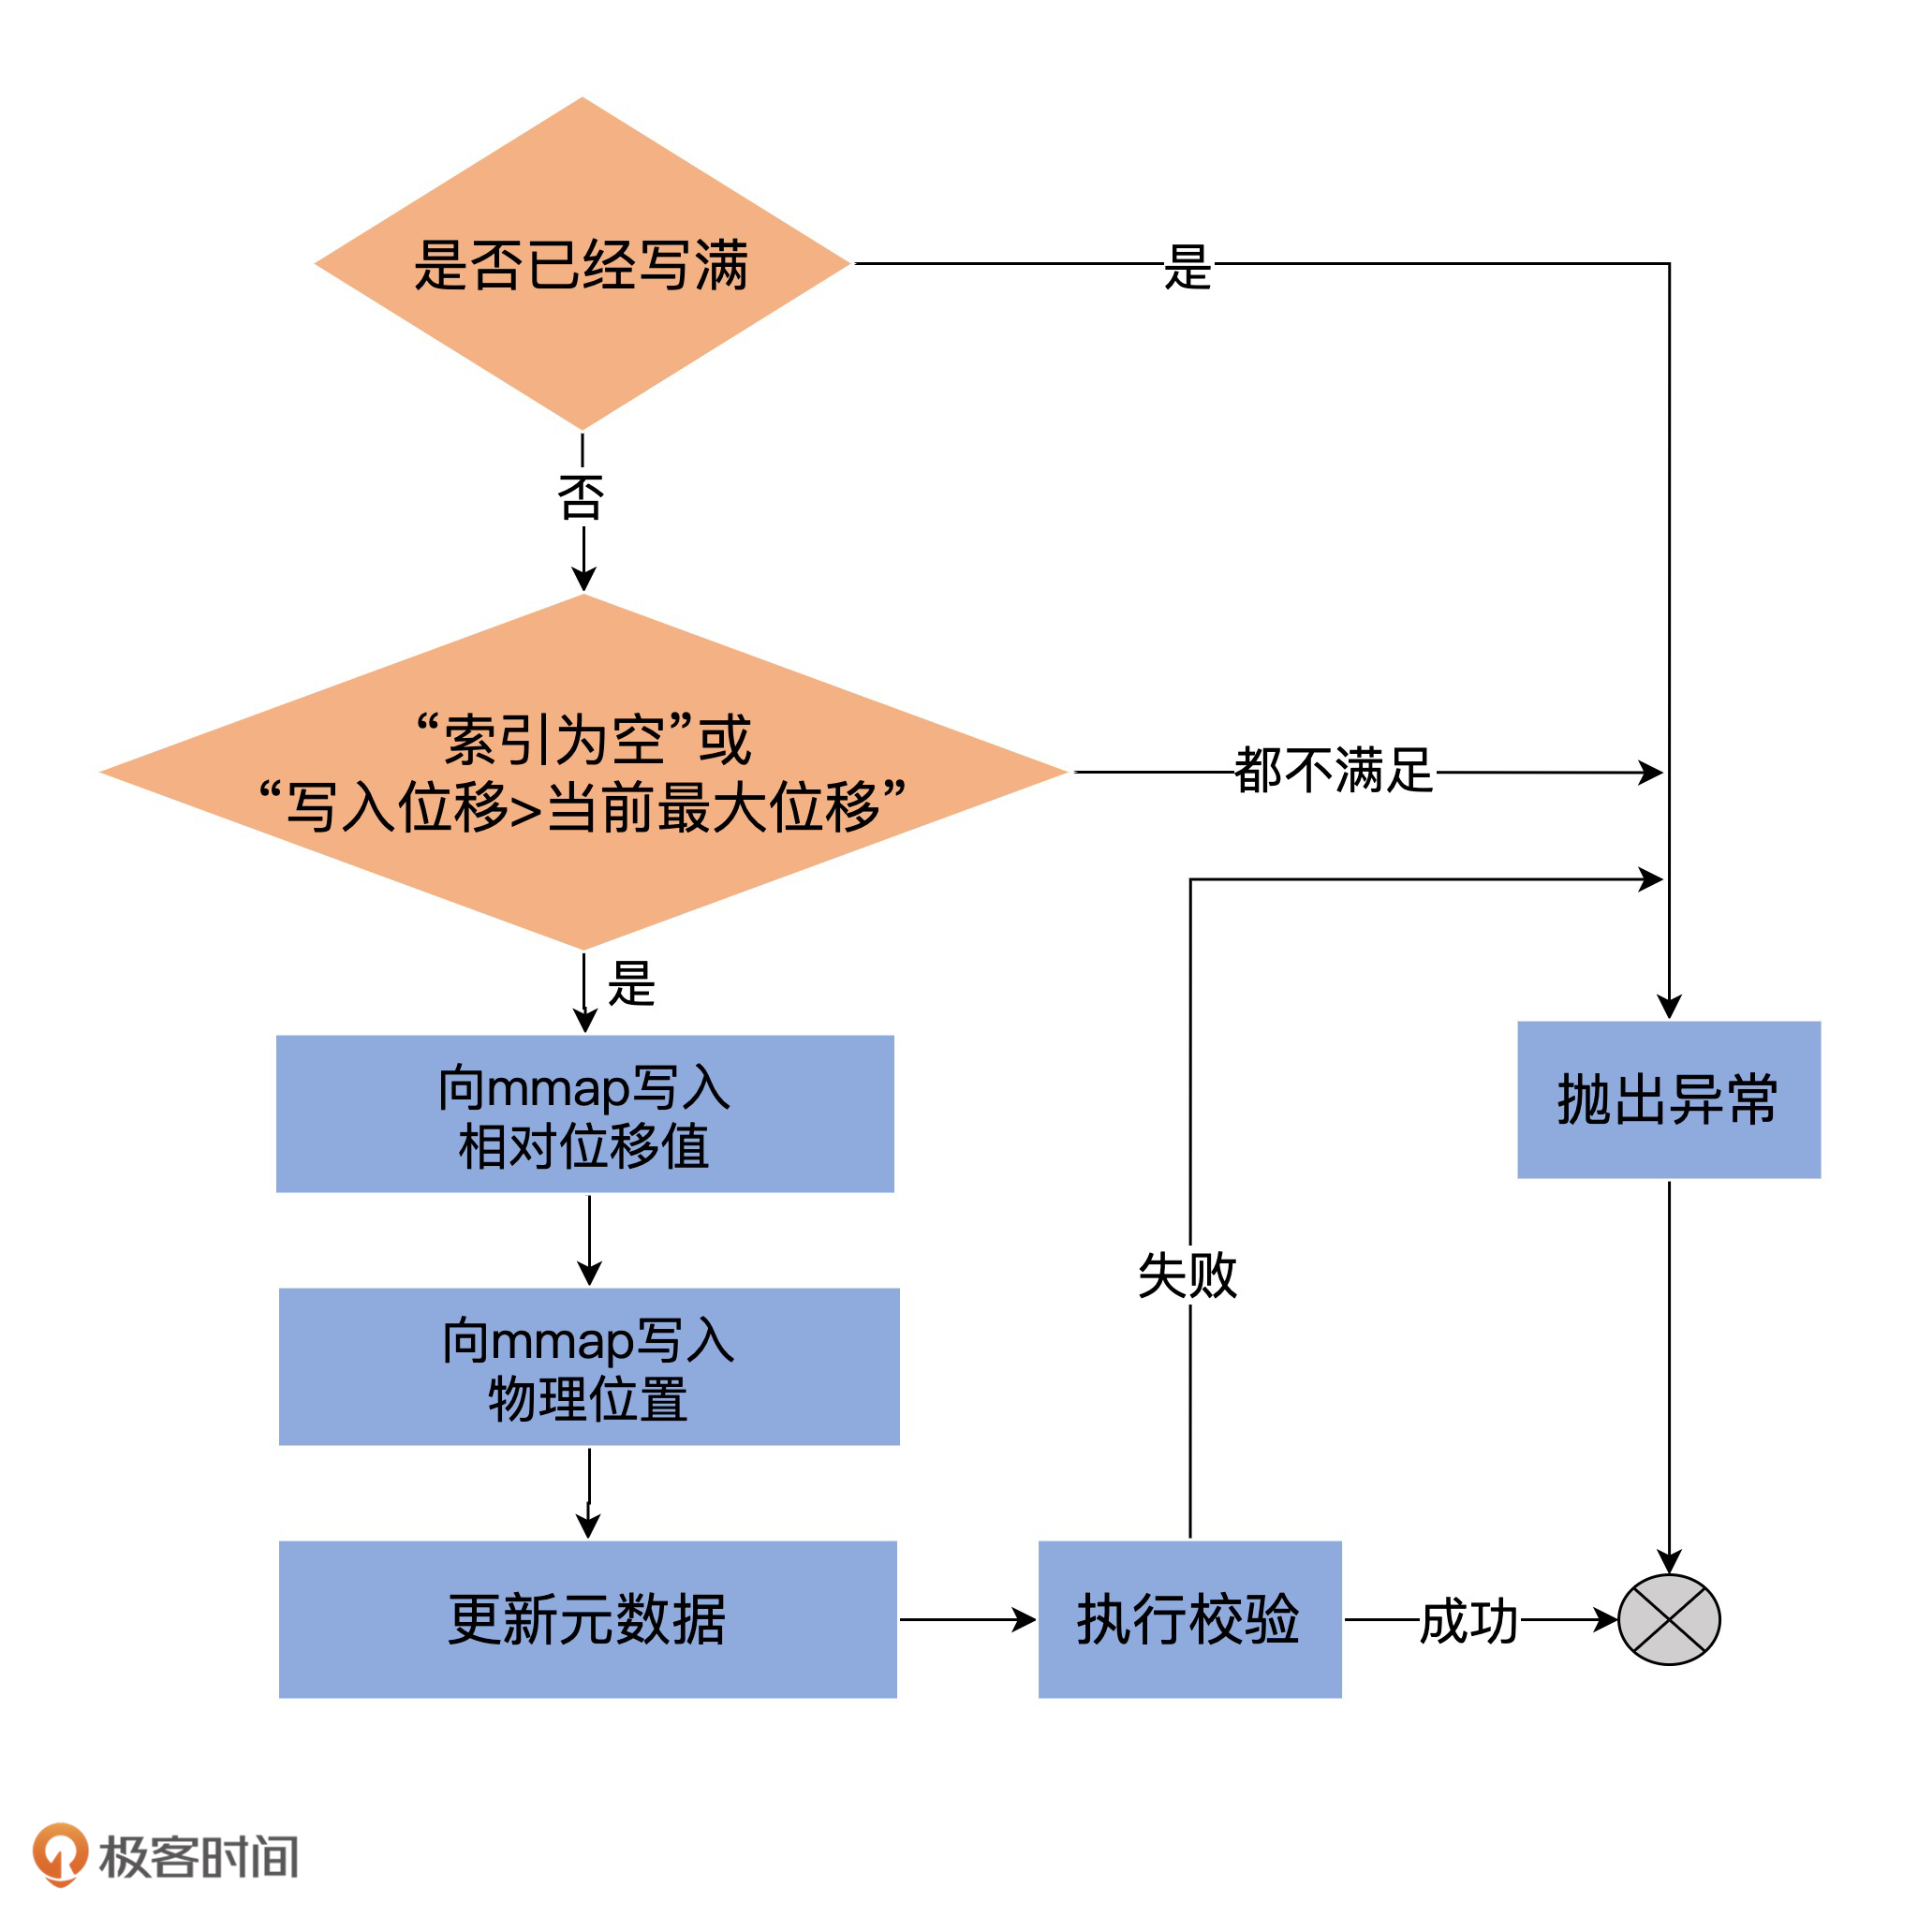 是否已经写满
是
否
“索引为空”或
“写入位移>当前最大位移”
都不满足
是
向mmap写入
相对位移值
抛出异常
失败
向mmap写入
物理位置
更新元数据
执行校验
成功
极客时间